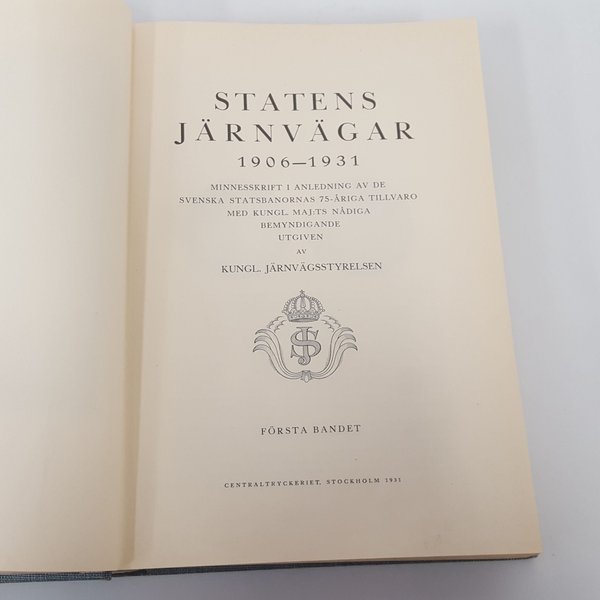 STATENS
JÄRNVÄGAR
1906—1931
MINNESSKRIFT I ANLEDNING AV DE
SVENSKA STATSBANORNAS 75-ÅRIGA TILLVARO
MED KUNGL. MAJ:TS NÅDIGA
BEMYNDIGANDE
UTGIVEN
AV
KUNGL. JÄRNVÄGSSTYRELSEN
SJ
FÖRSTA BANDET
CENTRALTRYCKERIET, STOCKHOLM 1931